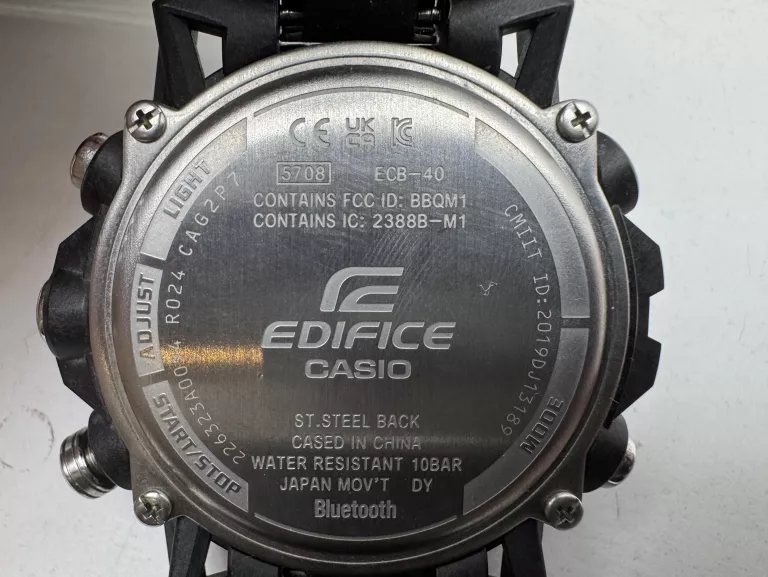 CE UK CA
5708 ECB-40
CONTAINS FCC ID: BBQM1
CONTAINS IC: 2388B-M1
EDIFICE
CASIO
ST.STEEL BACK
CASED IN CHINA
WATER RESISTANT 10BAR
JAPAN MOV'T DY
Bluetooth
LIGHT
ADJUST
START/STOP
MODE
R024 CAG2P7
CMIIT ID:2019DJ13189